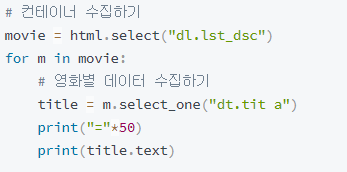 # 컨테이너 수집하기
movie = html.select("dl.lst_dsc")
for m in movie:
    # 영화별 데이터 수집하기
    title = m.select_one("dt.tit a")
    print("="*50)
    print(title.text)